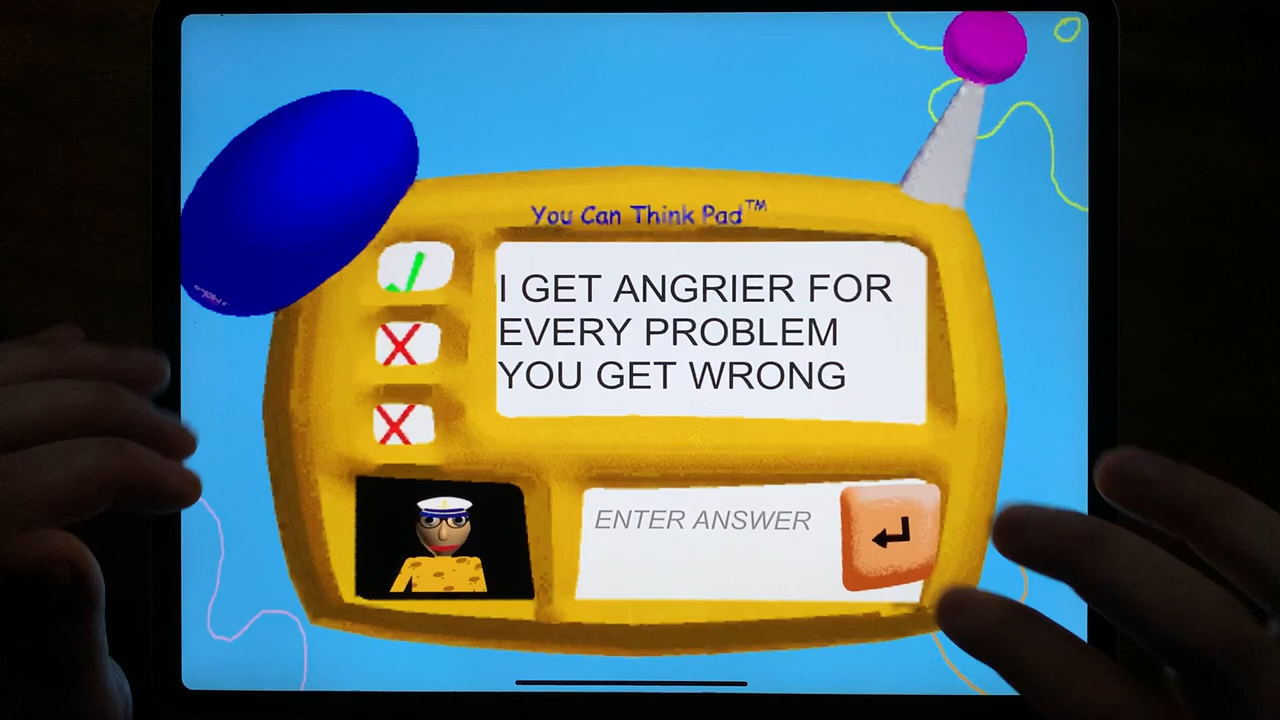 You Can Think Pad™
I GET ANGRIER FOR
EVERY PROBLEM
YOU GET WRONG
ENTER ANSWER